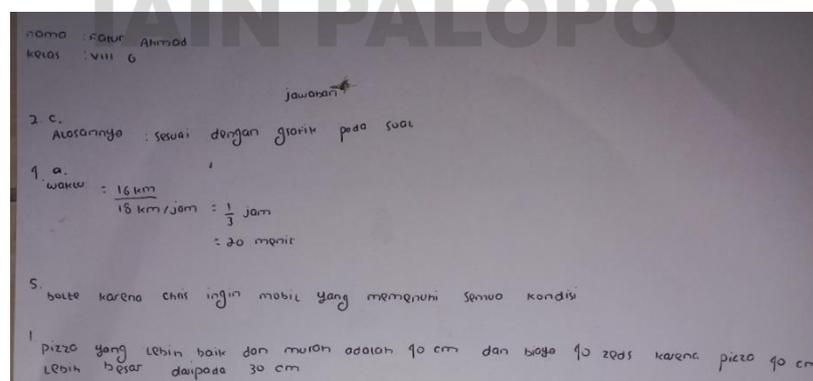 IAIN PALOPO
nama : Fatur Ahmad
kelas : VIII G
jawaban
2. C.
Alasannya : sesuai dengan grafik pada soal
4. a.
waktu = 16 km
18 km/jam = 1/3 jam
= 20 menit
5. bolte karena chris ingin mobil yang memenuhi semua kondisi
1. pizza yang lebih baik dan murah adalah 40 cm dan biaya 40 zeds karena pizza 40 cm
lebih besar daripada 30 cm